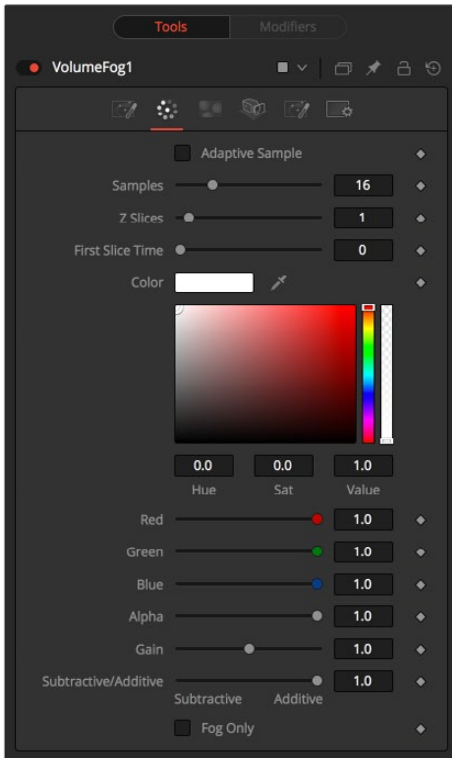 Tools Modifiers
VolumeFog1
Adaptive Sample
Samples 16
Z Slices 1
First Slice Time 0
Color
0.0 0.0 1.0
Hue Sat Value
Red 1.0
Green 1.0
Blue 1.0
Alpha 1.0
Gain 1.0
Subtractive/Additive 1.0
Subtractive Additive
Fog Only